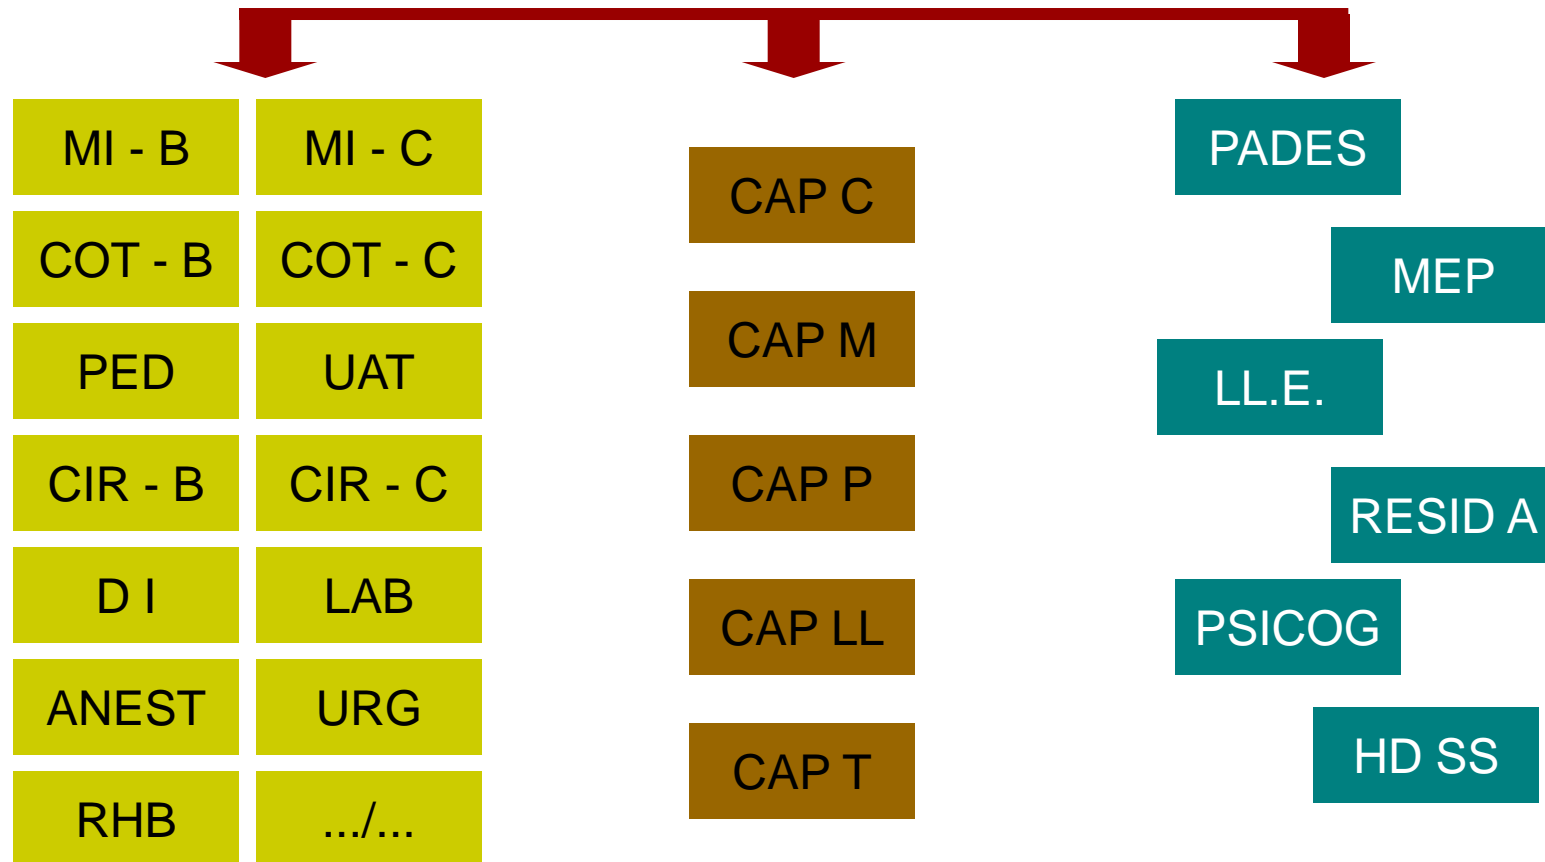 MI - B
MI - C
COT - B
COT - C
PED
UAT
CIR - B
CIR - C
D I
LAB
ANEST
URG
RHB
.../...
CAP C
CAP M
CAP P
CAP LL
CAP T
PADES
MEP
LL.E.
RESID A
PSICOG
HD SS